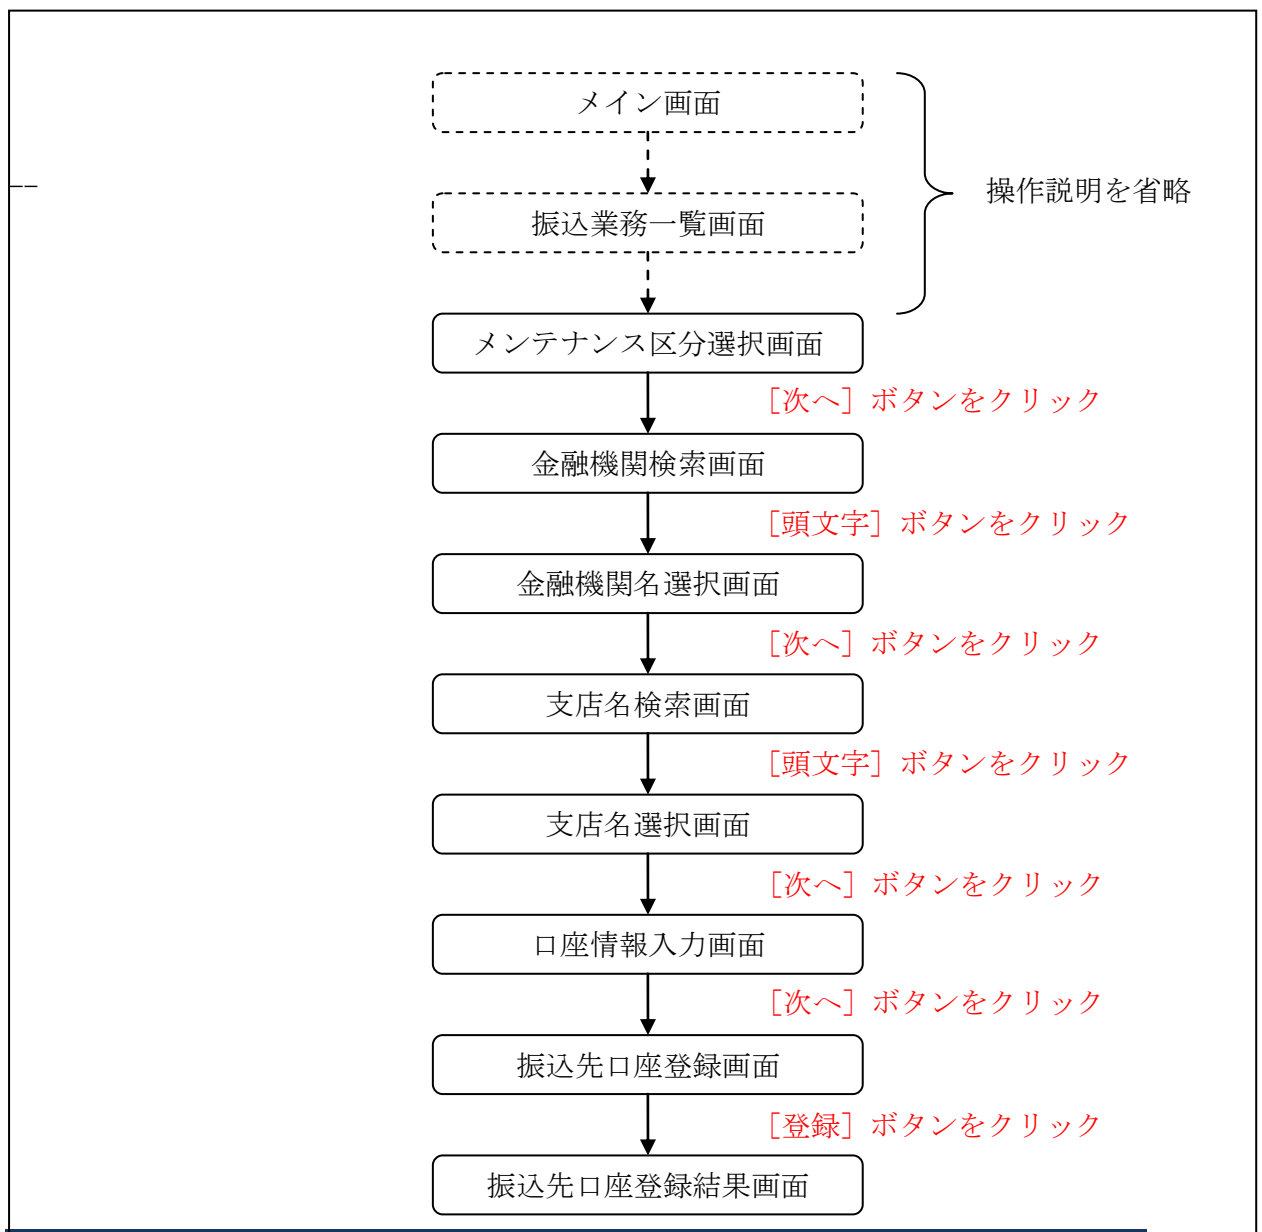 メイン画面
操作説明を省略
振込業務一覧画面
メンテナンス区分選択画面
［次へ］ボタンをクリック
金融機関検索画面
［頭文字］ボタンをクリック
金融機関名選択画面
［次へ］ボタンをクリック
支店名検索画面
［頭文字］ボタンをクリック
支店名選択画面
［次へ］ボタンをクリック
口座情報入力画面
［次へ］ボタンをクリック
振込先口座登録画面
［登録］ボタンをクリック
振込先口座登録結果画面